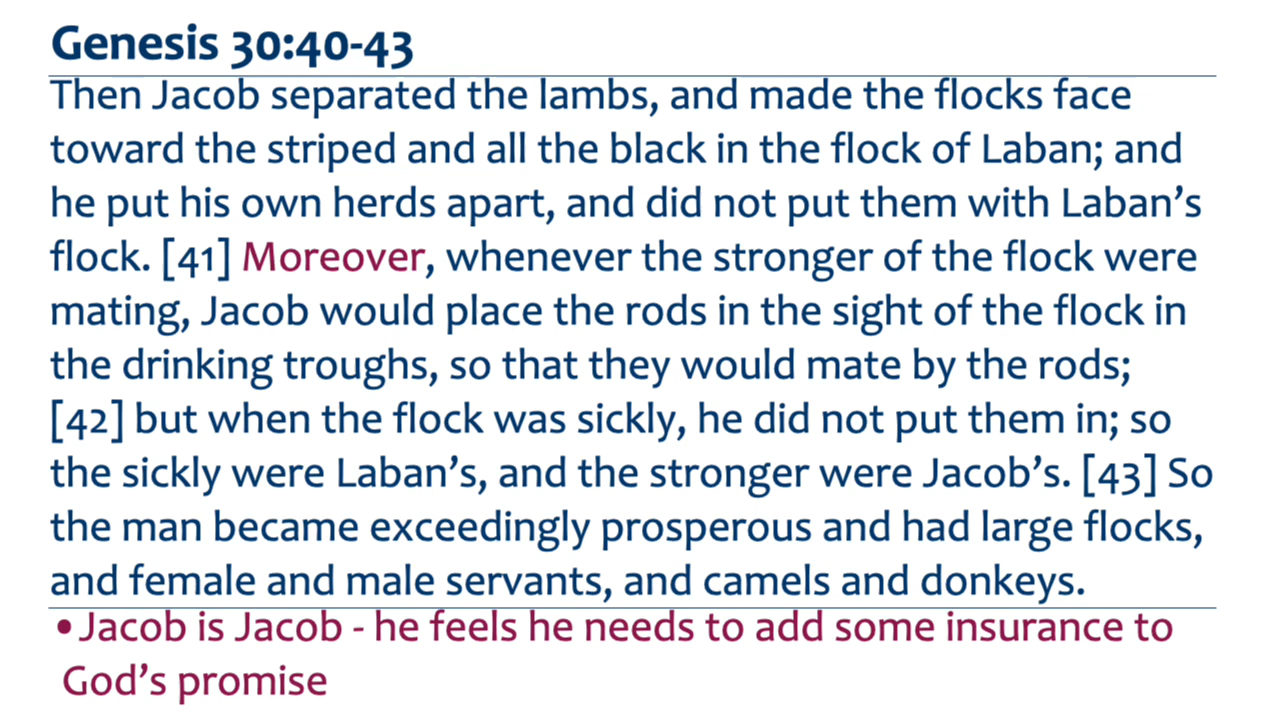 Genesis 30:40-43
Then Jacob separated the lambs, and made the flocks face
toward the striped and all the black in the flock of Laban; and
he put his own herds apart, and did not put them with Laban’s
flock. [41] Moreover, whenever the stronger of the flock were
mating, Jacob would place the rods in the sight of the flock in
the drinking troughs, so that they would mate by the rods;
[42] but when the flock was sickly, he did not put them in; so
the sickly were Laban’s, and the stronger were Jacob’s. [43] So
the man became exceedingly prosperous and had large flocks,
and female and male servants, and camels and donkeys.
•Jacob is Jacob - he feels he needs to add some insurance to
God’s promise